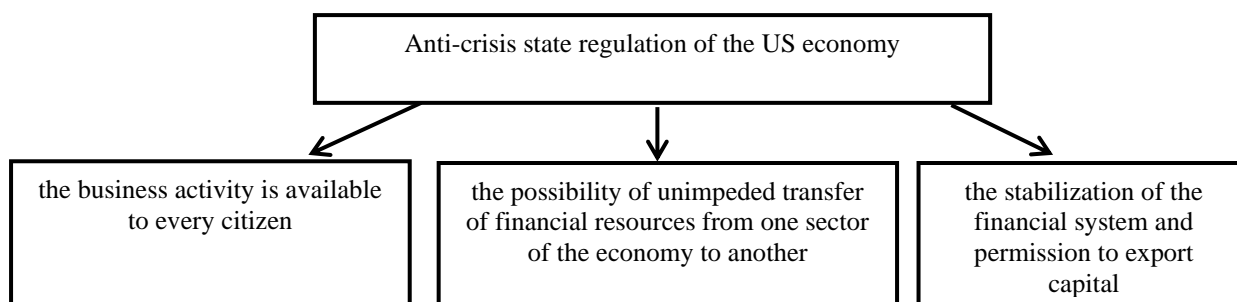 Anti-crisis state regulation of the US economy
the business activity is available
to every citizen
the possibility of unimpeded transfer
of financial resources from one sector
of the economy to another
the stabilization of the
financial system and
permission to export
capital